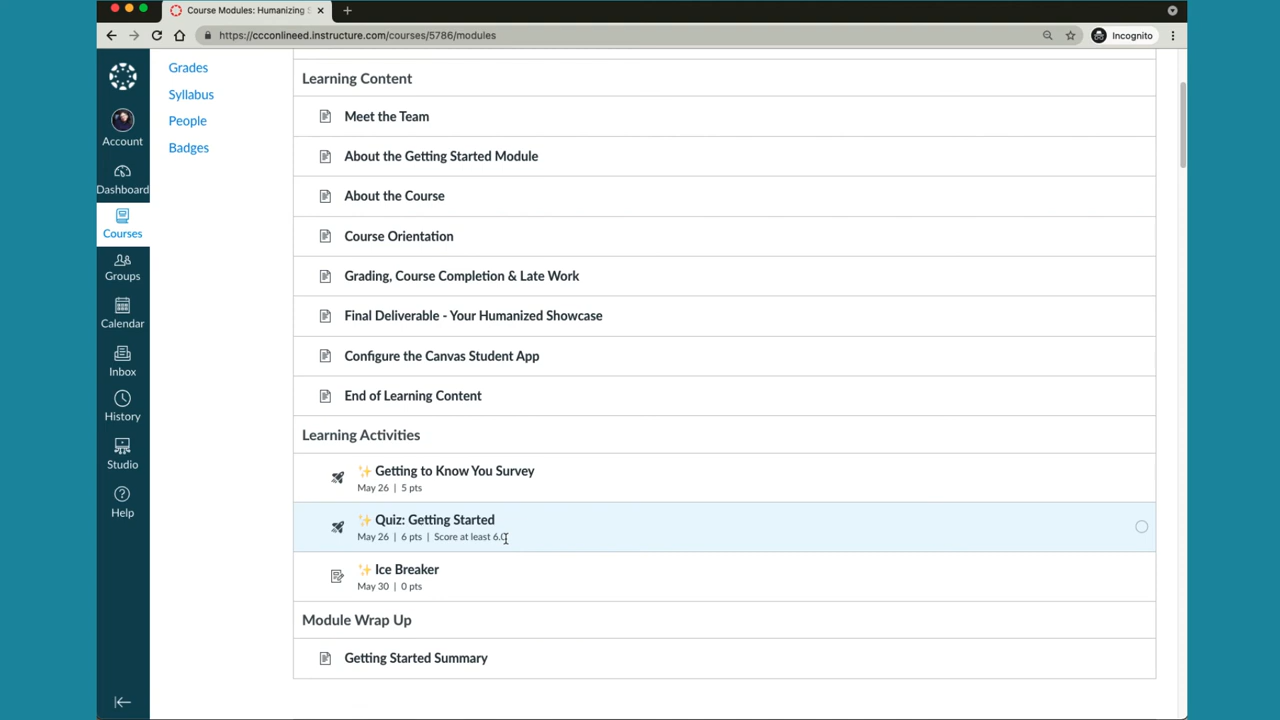 Course Modules: Humanizing
https://ccconlineed.instructure.com/courses/5786/modules
Incognito
Account
Dashboard
Courses
Groups
Calendar
Inbox
History
Studio
Help
Grades
Syllabus
People
Badges
Learning Content
Meet the Team
About the Getting Started Module
About the Course
Course Orientation
Grading, Course Completion & Late Work
Final Deliverable - Your Humanized Showcase
Configure the Canvas Student App
End of Learning Content
Learning Activities
✨ Getting to Know You Survey
May 26 | 5 pts
✨ Quiz: Getting Started
May 26 | 6 pts | Score at least 6.0
✨ Ice Breaker
May 30 | 0 pts
Module Wrap Up
Getting Started Summary